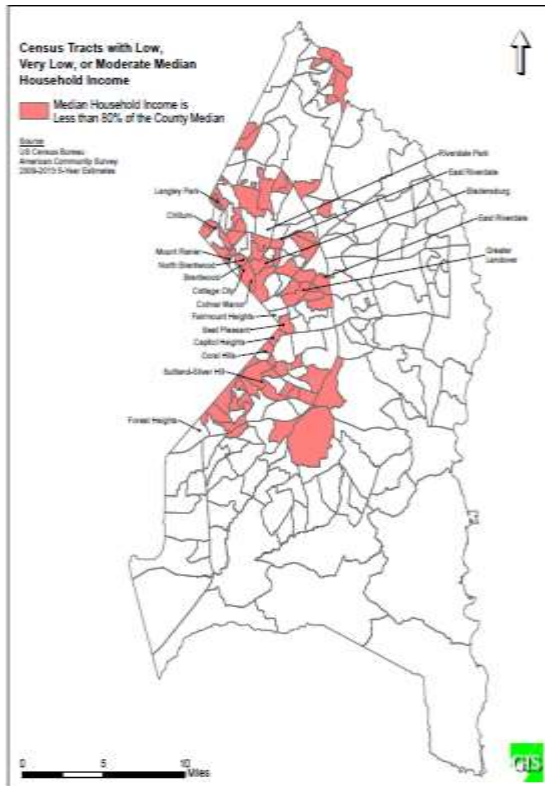 Census Tracts with Low,
Very Low, or Moderate Median
Household Income
Median Household Income is
Less than 80% of the County Median
Source:
US Census Bureau
American Community Survey
2009-2013 5-Year Estimates
Riverdale Park
East Riverdale
Bladensburg
East Riverdale
Greater
Landover
Langley Park
Chillum
Mount Rainier
North Brentwood
Brentwood
Cottage City
Colmar Manor
Fairmount Heights
Seat Pleasant
Capitol Heights
Coral Hills
Suitland-Silver Hill
Forest Heights
0 5 10
Miles
GIS